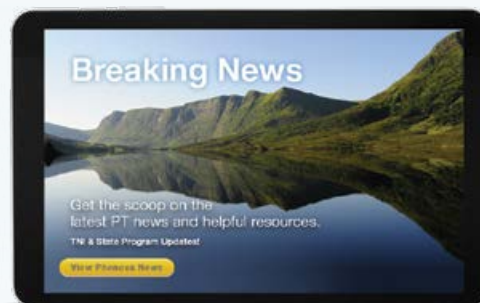 Breaking News
Get the scoop on the
latest PT news and helpful resources.
TNI & State Program Updates!
View Phenova News